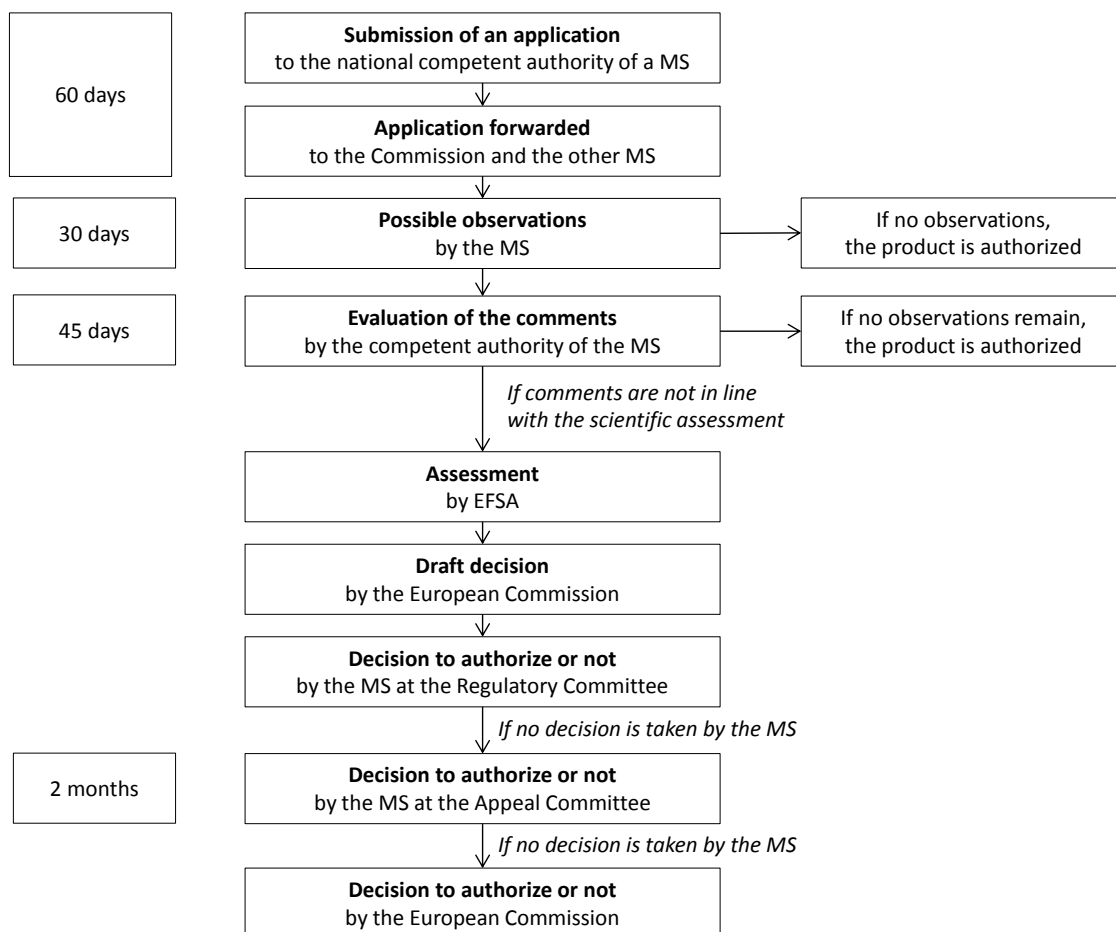 60 days
Submission of an application
to the national competent authority of a MS
Application forwarded
to the Commission and the other MS
30 days
Possible observations
by the MS
If no observations,
the product is authorized
45 days
Evaluation of the comments
by the competent authority of the MS
If no observations remain,
the product is authorized
If comments are not in line
with the scientific assessment
Assessment
by EFSA
Draft decision
by the European Commission
Decision to authorize or not
by the MS at the Regulatory Committee
If no decision is taken by the MS
2 months
Decision to authorize or not
by the MS at the Appeal Committee
If no decision is taken by the MS
Decision to authorize or not
by the European Commission